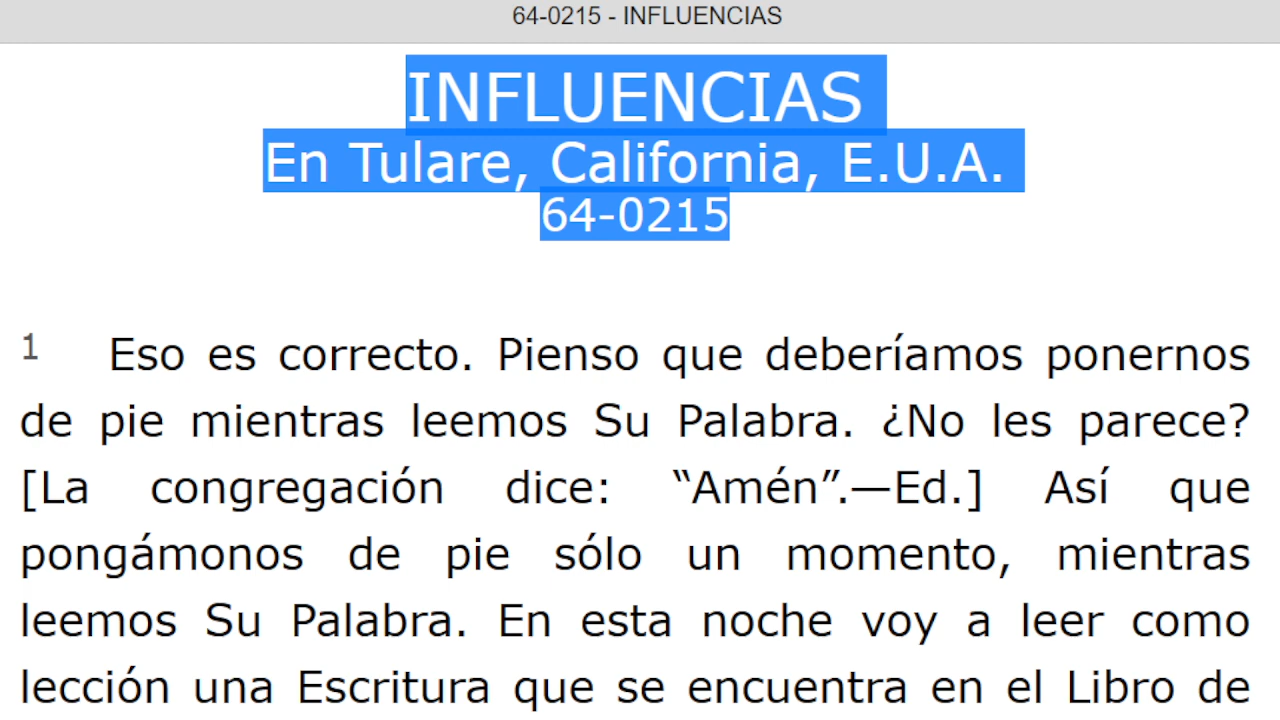 64-0215 - INFLUENCIAS
INFLUENCIAS
En Tulare, California, E.U.A.
64-0215
1 Eso es correcto. Pienso que deberíamos ponernos
de pie mientras leemos Su Palabra. ¿No les parece?
[La congregación dice: “Amén”.—Ed.] Así que
pongámonos de pie sólo un momento, mientras
leemos Su Palabra. En esta noche voy a leer como
lección una Escritura que se encuentra en el Libro de